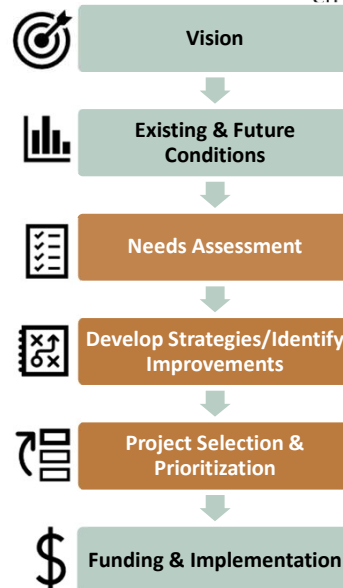 Vision
Existing & Future
Conditions
Needs Assessment
Develop Strategies/Identify
Improvements
Project Selection &
Prioritization
Funding & Implementation